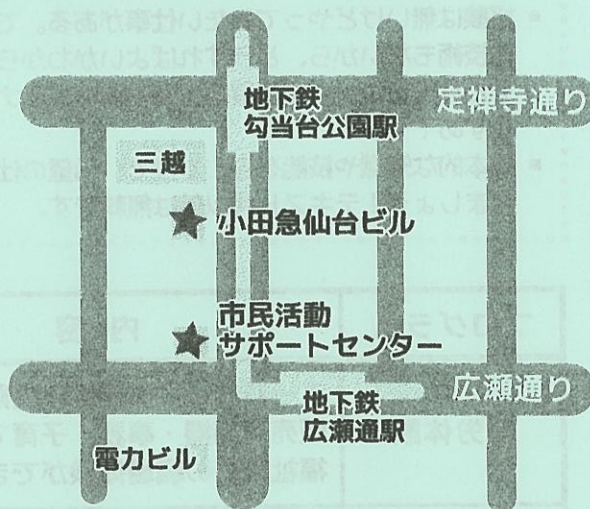 地下鉄
勾当台公園駅
定禅寺通り
三越
小田急仙台ビル
市民活動
サポートセンター
広瀬通り
地下鉄
広瀬通駅
電力ビル